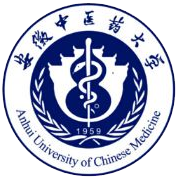 安徽中医药大学
1959
Anhui University of Chinese Medicine